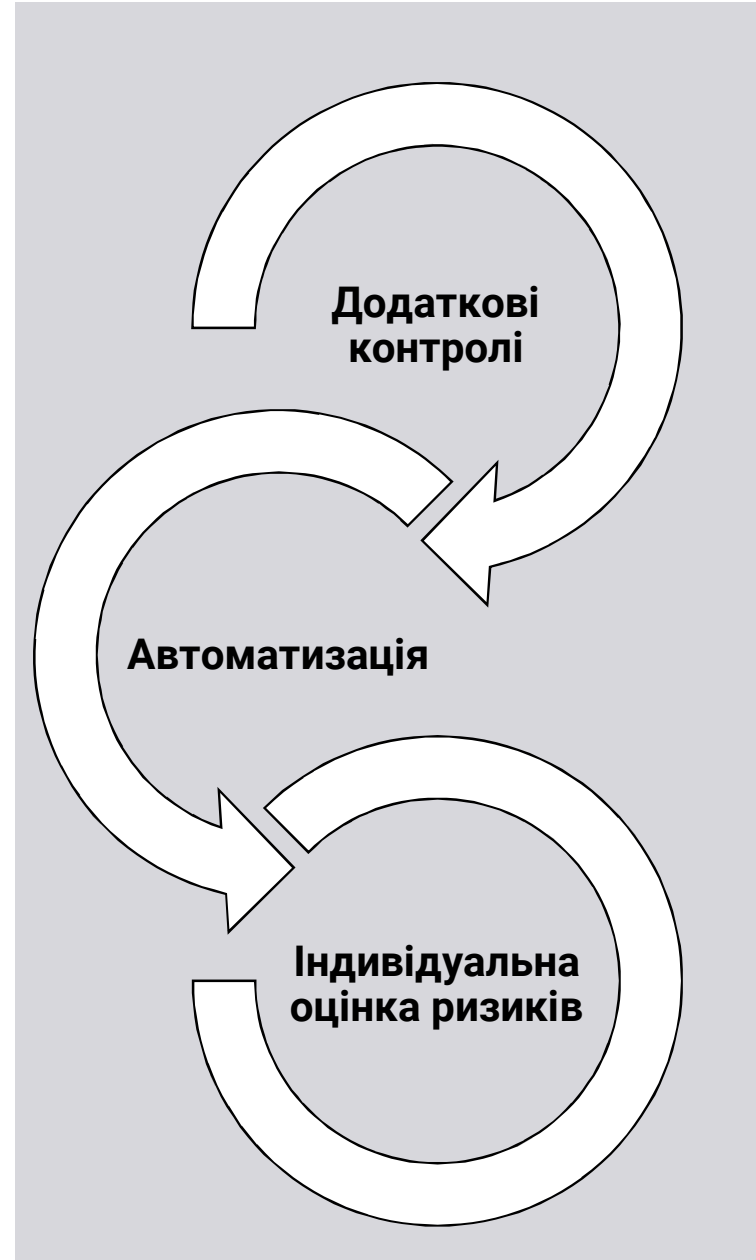 Додаткові
контролі
Автоматизація
Індивідуальна
оцінка ризиків